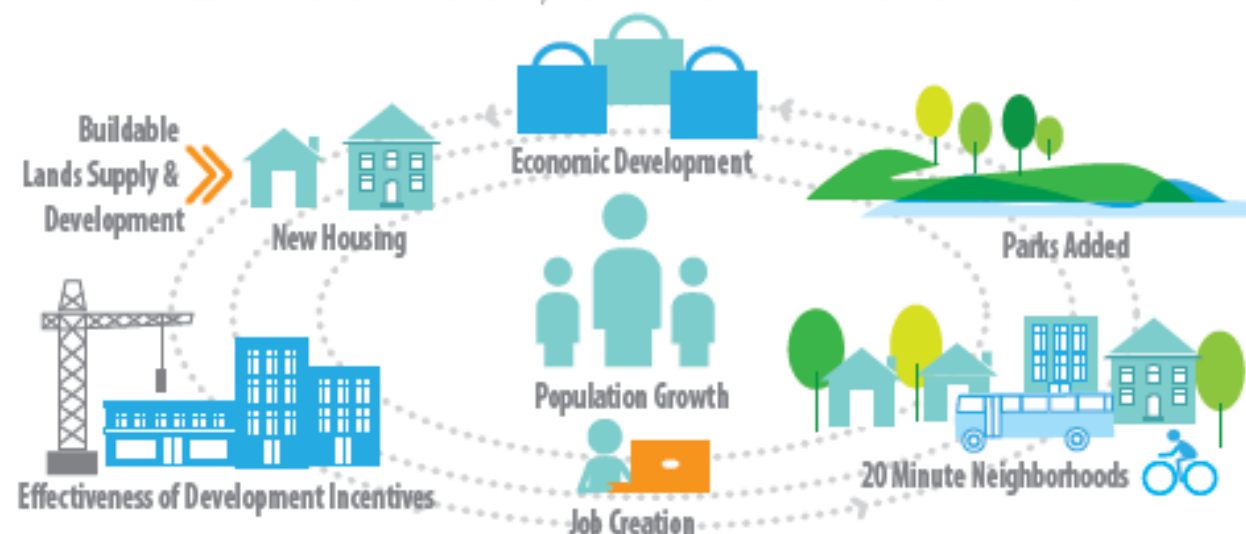 Economic Development
Buildable
Lands Supply &
Development
New Housing
Parks Added
Population Growth
Effectiveness of Development Incentives
20 Minute Neighborhoods
Job Creation